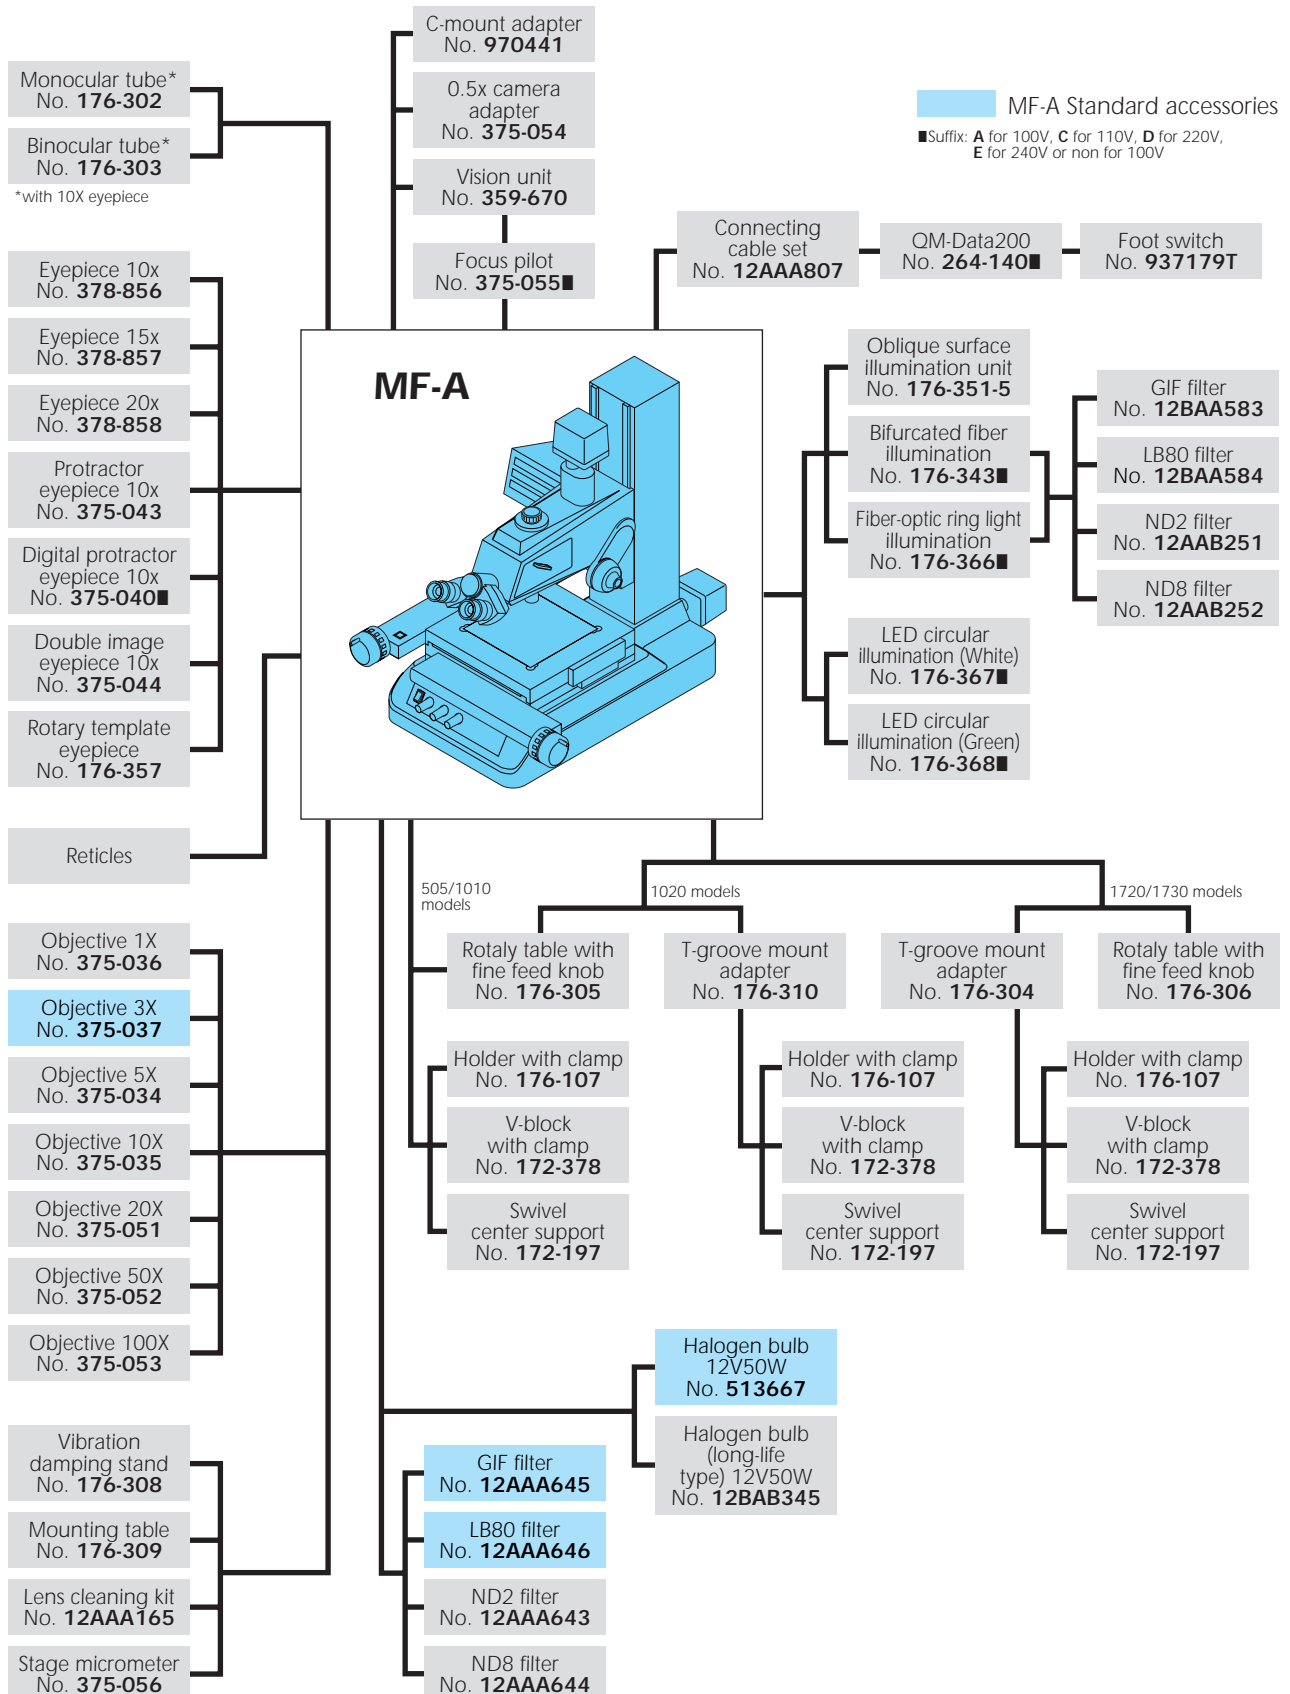 C-mount adapter
No. 970441
0.5x camera
adapter
No. 375-054
Vision unit
No. 359-670
Focus pilot
No. 375-055■
Monocular tube*
No. 176-302
Binocular tube*
No. 176-303
*with 10X eyepiece
MF-A Standard accessories
■Suffix: A for 100V, C for 110V, D for 220V,
E for 240V or non for 100V
Connecting
cable set
No. 12AAA807
QM-Data200
No. 264-140■
Foot switch
No. 937179T
Eyepiece 10x
No. 378-856
Eyepiece 15x
No. 378-857
Eyepiece 20x
No. 378-858
Protractor
eyepiece 10x
No. 375-043
Digital protractor
eyepiece 10x
No. 375-040■
Double image
eyepiece 10x
No. 375-044
Rotary template
eyepiece
No. 176-357
Reticles
MF-A
Oblique surface
illumination unit
No. 176-351-5
Bifurcated fiber
illumination
No. 176-343■
Fiber-optic ring light
illumination
No. 176-366■
LED circular
illumination (White)
No. 176-367■
LED circular
illumination (Green)
No. 176-368■
GIF filter
No. 12BAA583
LB80 filter
No. 12BAA584
ND2 filter
No. 12AAB251
ND8 filter
No. 12AAB252
505/1010
models
1020 models
1720/1730 models
Rotaly table with
fine feed knob
No. 176-305
T-groove mount
adapter
No. 176-310
T-groove mount
adapter
No. 176-304
Rotaly table with
fine feed knob
No. 176-306
Holder with clamp
No. 176-107
V-block
with clamp
No. 172-378
Swivel
center support
No. 172-197
Holder with clamp
No. 176-107
V-block
with clamp
No. 172-378
Swivel
center support
No. 172-197
Holder with clamp
No. 176-107
V-block
with clamp
No. 172-378
Swivel
center support
No. 172-197
Objective 1X
No. 375-036
Objective 3X
No. 375-037
Objective 5X
No. 375-034
Objective 10X
No. 375-035
Objective 20X
No. 375-051
Objective 50X
No. 375-052
Objective 100X
No. 375-053
Halogen bulb
12V50W
No. 513667
Halogen bulb
(long-life
type) 12V50W
No. 12BAB345
Vibration
damping stand
No. 176-308
Mounting table
No. 176-309
Lens cleaning kit
No. 12AAA165
Stage micrometer
No. 375-056
GIF filter
No. 12AAA645
LB80 filter
No. 12AAA646
ND2 filter
No. 12AAA643
ND8 filter
No. 12AAA644